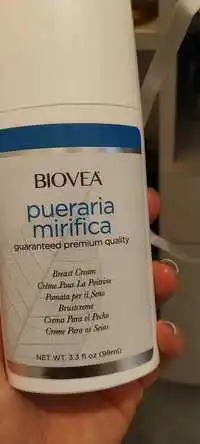 BIOVEA
pueraria
mirifica
guaranteed premium quality
Breast Cream
Crème Pour La Poitrine
Pomata per il Seno
Brustcreme
Crema Para el Pecho
Creme Para os Seios
NET WT. 3.3 fl oz (98ml)